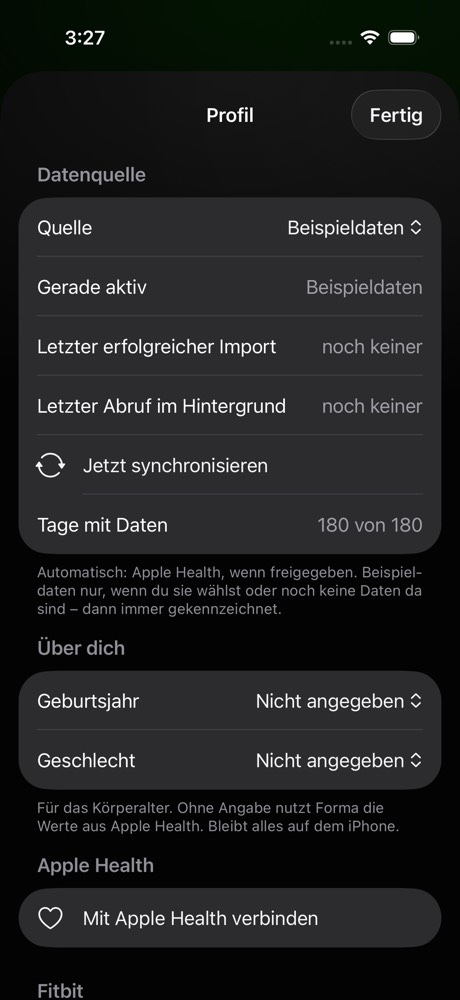 3:27
Profil
Fertig
Datenquelle
Quelle Beispieldaten
Gerade aktiv Beispieldaten
Letzter erfolgreicher Import noch keiner
Letzter Abruf im Hintergrund noch keiner
Jetzt synchronisieren
Tage mit Daten 180 von 180
Automatisch: Apple Health, wenn freigegeben. Beispiel-
daten nur, wenn du sie wählst oder noch keine Daten da
sind – dann immer gekennzeichnet.
Über dich
Geburtsjahr Nicht angegeben
Geschlecht Nicht angegeben
Für das Körperalter. Ohne Angabe nutzt Forma die
Werte aus Apple Health. Bleibt alles auf dem iPhone.
Apple Health
Mit Apple Health verbinden
Fitbit